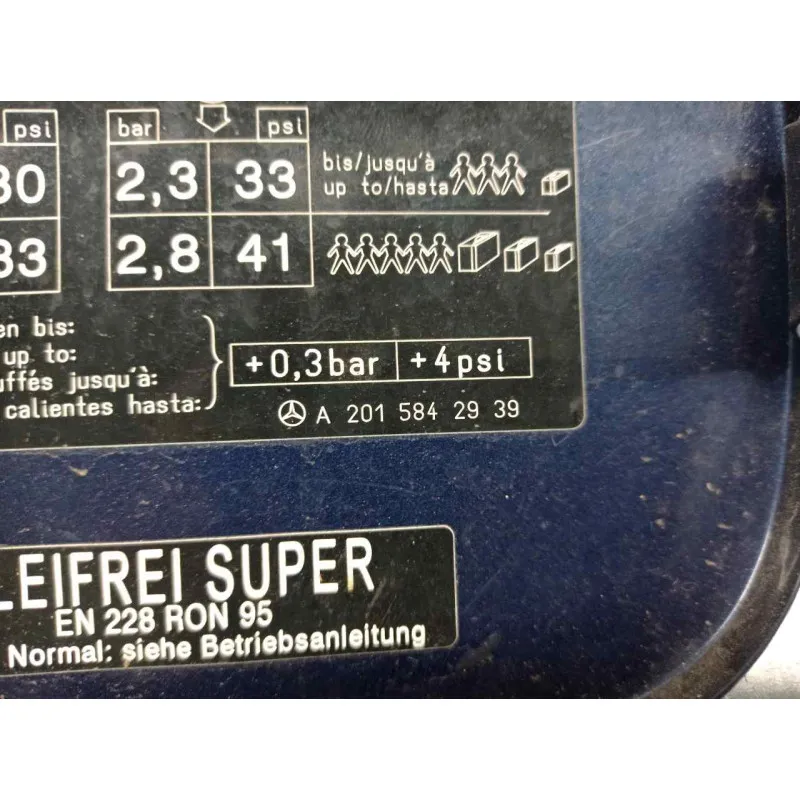 psi bar psi
30 2,3 33 bis/jusqu'à
up to/hasta
33 2,8 41
en bis:
up to:
uffés jusqu'à:
calientes hasta:
+0,3bar +4psi
A 201 584 29 39
LEIFREI SUPER
EN 228 RON 95
Normal: siehe Betriebsanleitung